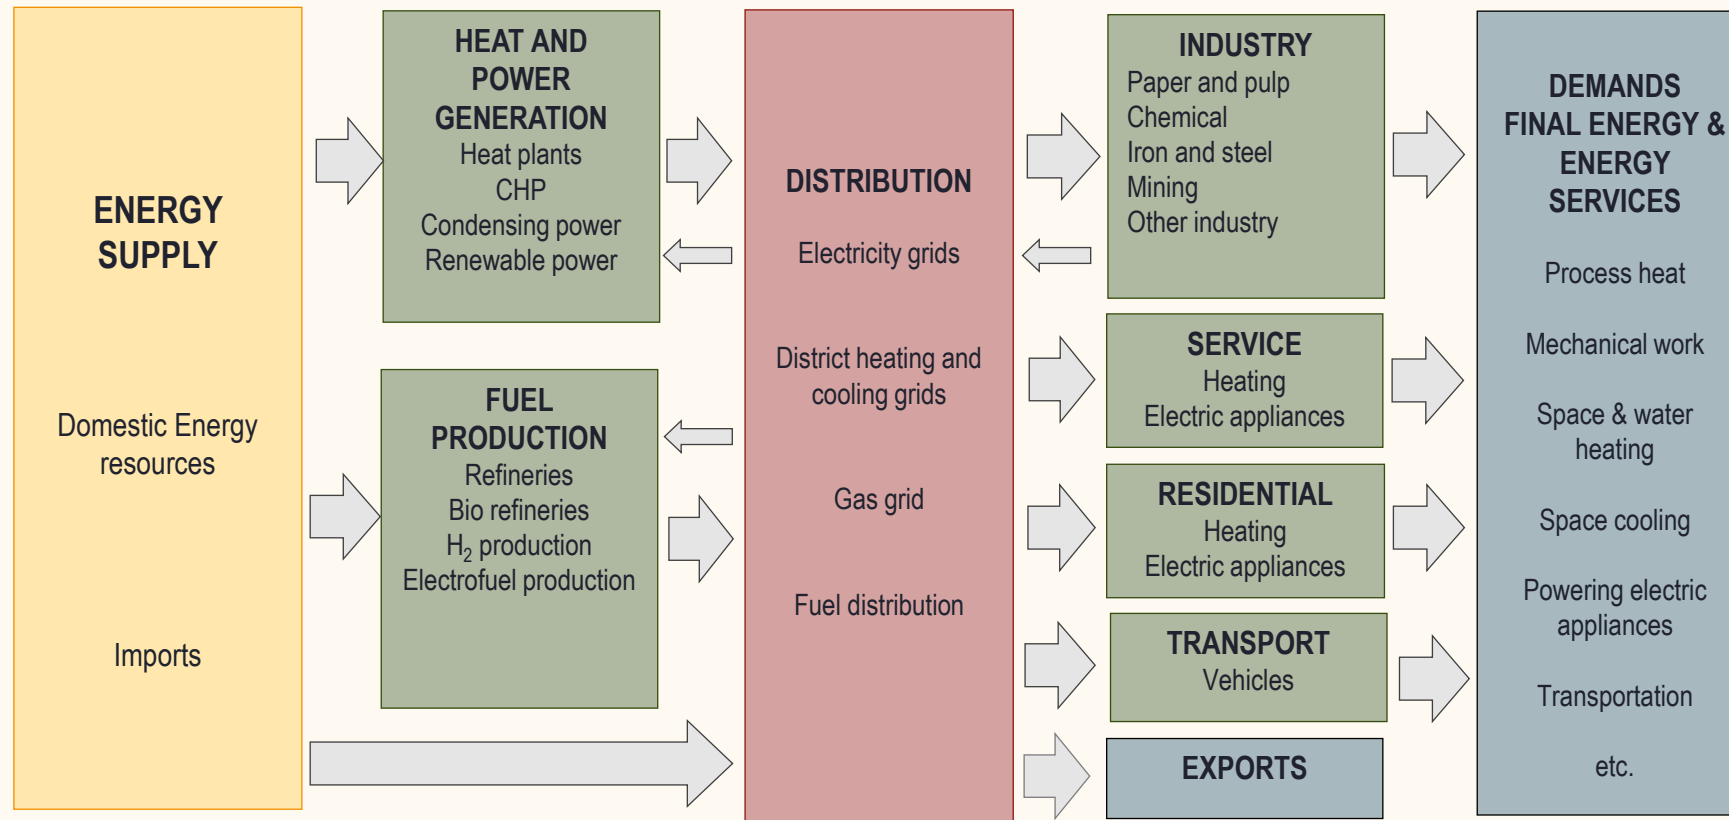 ENERGY
SUPPLY
Domestic Energy
resources
Imports
HEAT AND
POWER
GENERATION
Heat plants
CHP
Condensing power
Renewable power
FUEL
PRODUCTION
Refineries
Bio refineries
H₂ production
Electrofuel production
DISTRIBUTION
Electricity grids
District heating and
cooling grids
Gas grid
Fuel distribution
INDUSTRY
Paper and pulp
Chemical
Iron and steel
Mining
Other industry
SERVICE
Heating
Electric appliances
RESIDENTIAL
Heating
Electric appliances
TRANSPORT
Vehicles
EXPORTS
DEMANDS
FINAL ENERGY &
ENERGY
SERVICES
Process heat
Mechanical work
Space & water
heating
Space cooling
Powering electric
appliances
Transportation
etc.